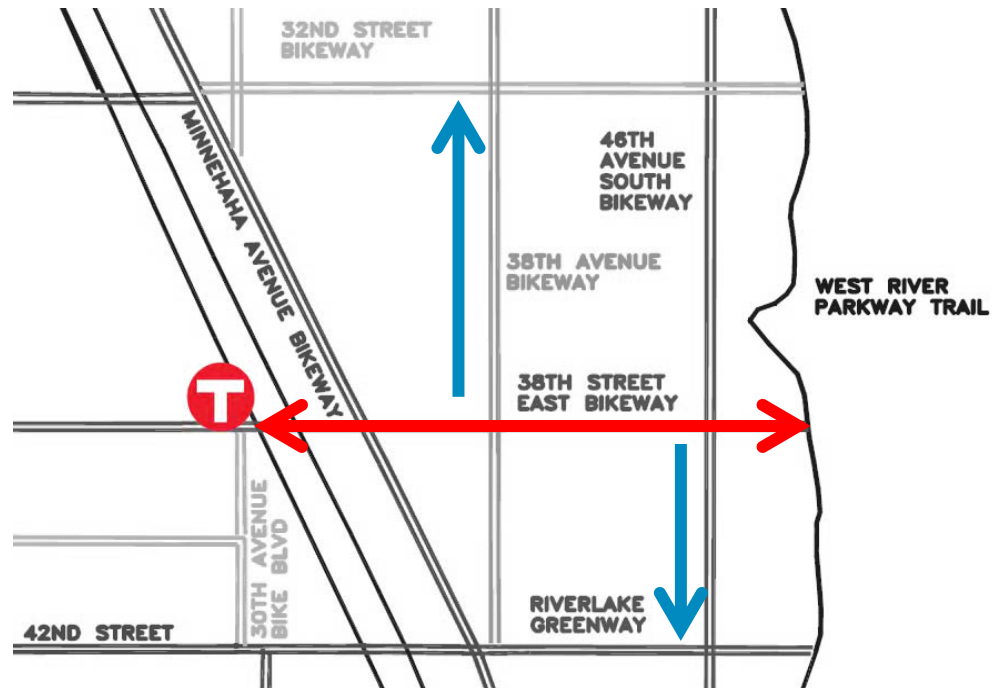 32ND STREET
BIKEWAY
MINNEHAHA AVENUE BIKEWAY
46TH
AVENUE
SOUTH
BIKEWAY
38TH AVENUE
BIKEWAY
WEST RIVER
PARKWAY TRAIL
T
38TH STREET
EAST BIKEWAY
30TH AVENUE
BIKE BLVD
RIVERLAKE
GREENWAY
42ND STREET